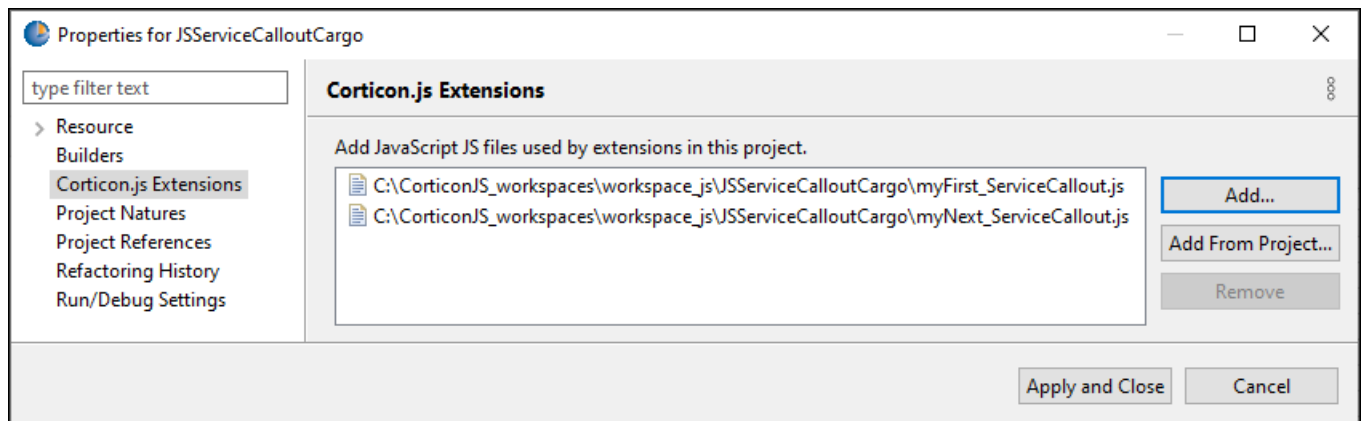 Properties for JSServiceCalloutCargo
type filter text
Resource
Builders
Corticon.js Extensions
Project Natures
Project References
Refactoring History
Run/Debug Settings
Corticon.js Extensions
Add JavaScript JS files used by extensions in this project.
C:\CorticonJS_workspaces\workspace_js\JSServiceCalloutCargo\myFirst_ServiceCallout.js
C:\CorticonJS_workspaces\workspace_js\JSServiceCalloutCargo\myNext_ServiceCallout.js
Add...
Add From Project...
Remove
Apply and Close
Cancel